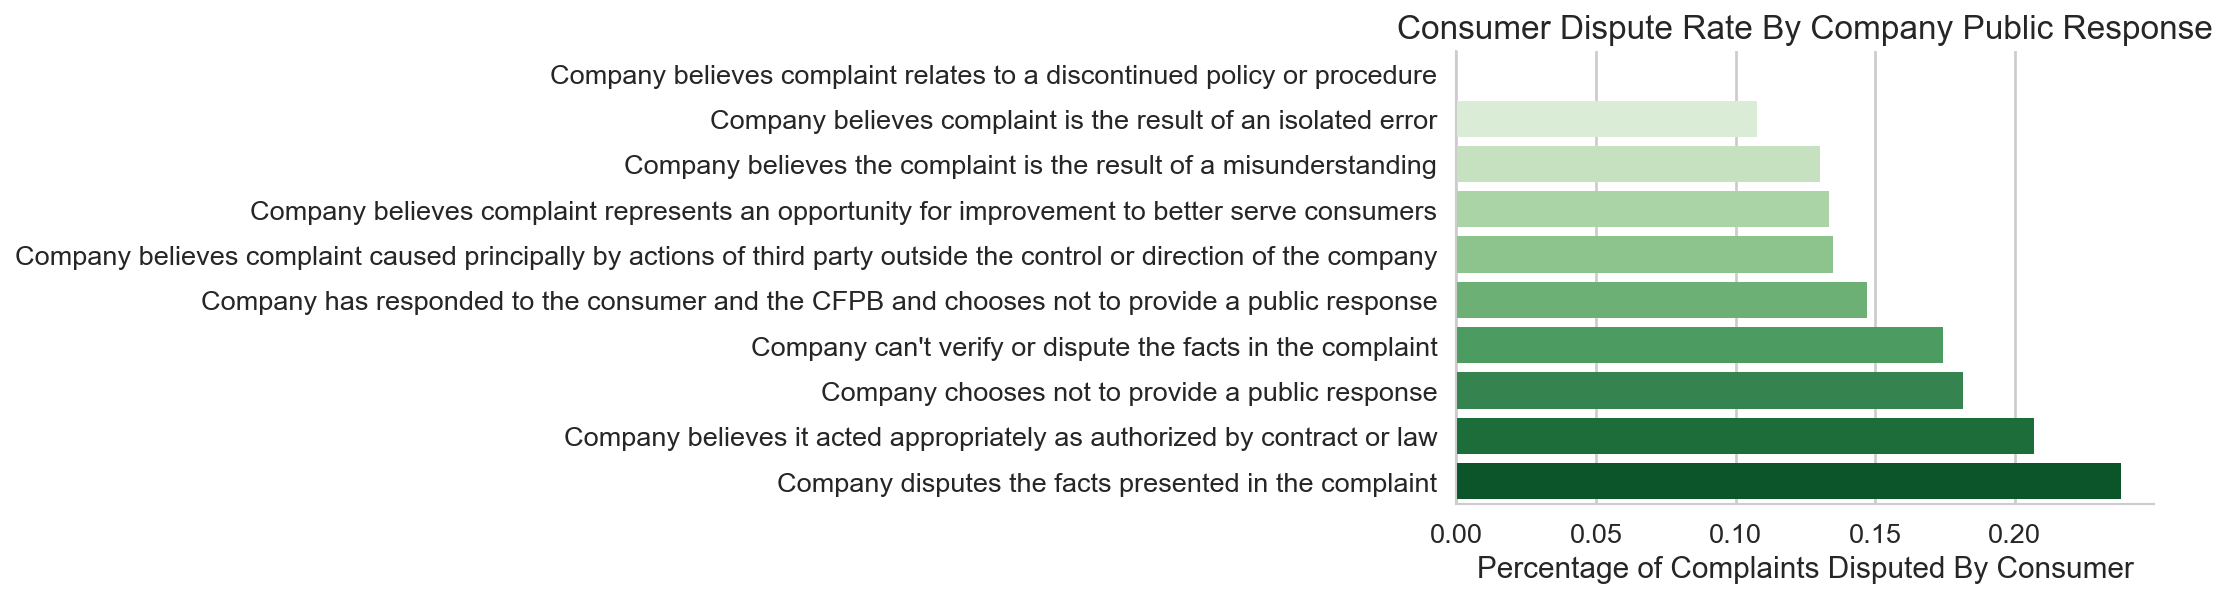 Consumer Dispute Rate By Company Public Response
Company believes complaint relates to a discontinued policy or procedure
Company believes complaint is the result of an isolated error
Company believes the complaint is the result of a misunderstanding
Company believes complaint represents an opportunity for improvement to better serve consumers
Company believes complaint caused principally by actions of third party outside the control or direction of the company
Company has responded to the consumer and the CFPB and chooses not to provide a public response
Company can't verify or dispute the facts in the complaint
Company chooses not to provide a public response
Company believes it acted appropriately as authorized by contract or law
Company disputes the facts presented in the complaint
0.00 0.05 0.10 0.15 0.20
Percentage of Complaints Disputed By Consumer